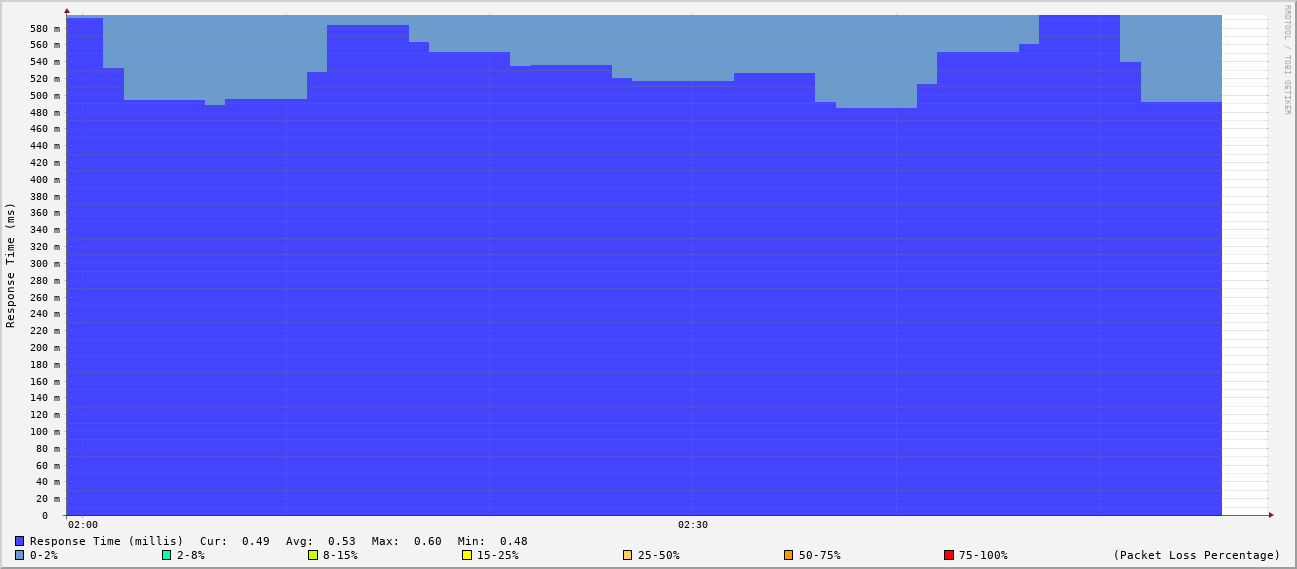 RRDTOOL / TOBI OETIKER
Response Time (ms)
580 m
560 m
540 m
520 m
500 m
480 m
460 m
440 m
420 m
400 m
380 m
360 m
340 m
320 m
300 m
280 m
260 m
240 m
220 m
200 m
180 m
160 m
140 m
120 m
100 m
80 m
60 m
40 m
20 m
0
02:00 02:30
Response Time (millis) Cur: 0.49 Avg: 0.53 Max: 0.60 Min: 0.48
0-2% 2-8% 8-15% 15-25% 25-50% 50-75% 75-100% (Packet Loss Percentage)